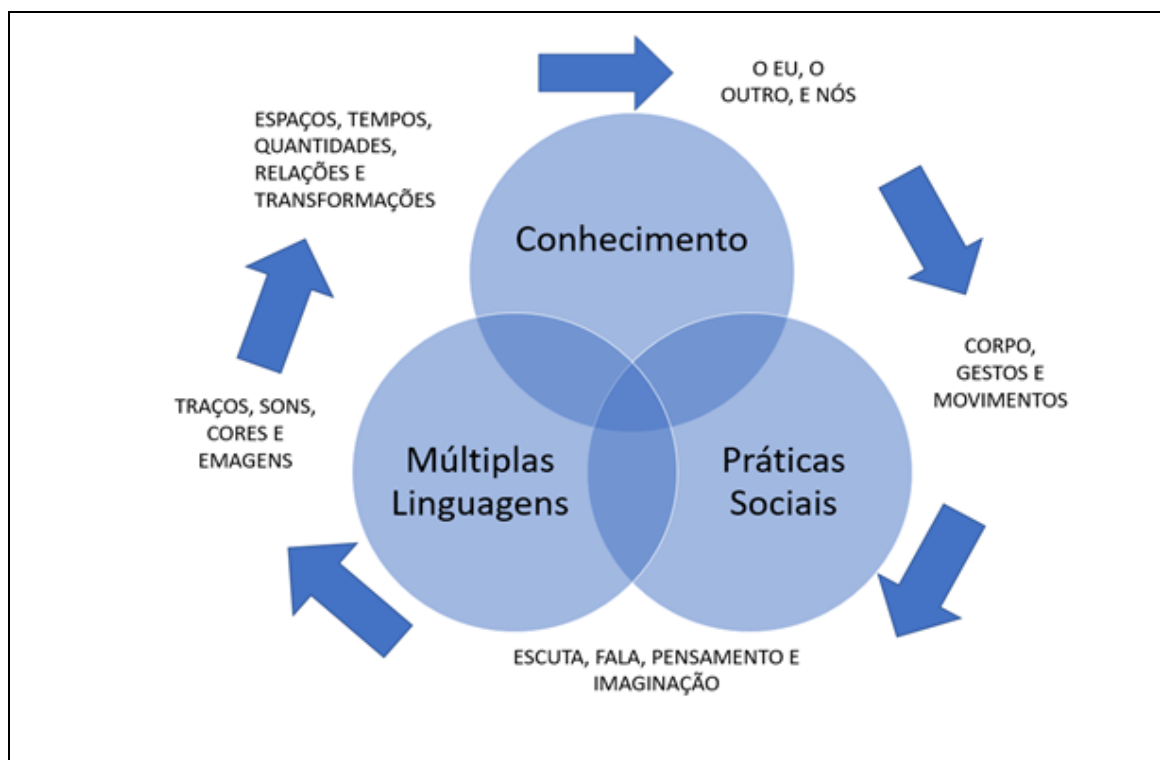 O EU, O
OUTRO, E NÓS
ESPAÇOS, TEMPOS,
QUANTIDADES,
RELAÇÕES E
TRANSFORMAÇÕES
Conhecimento
CORPO,
GESTOS E
MOVIMENTOS
TRAÇOS, SONS,
CORES E
EMAGENS
Múltiplas
Linguagens
Práticas
Sociais
ESCUTA, FALA, PENSAMENTO E
IMAGINAÇÃO